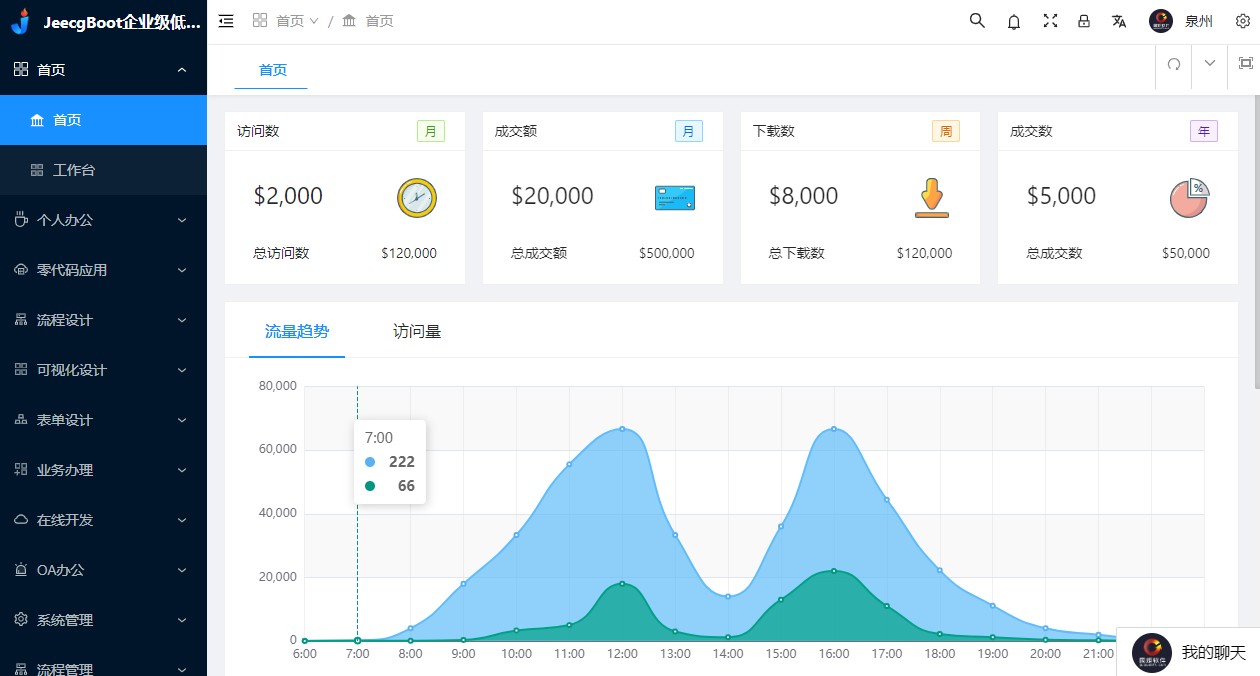 JeecgBoot企业级低...
首页
首页
工作台
个人办公
零代码应用
流程设计
可视化设计
表单设计
业务办理
在线开发
OA办公
系统管理
流程管理
首页 / 首页
泉州
首页
访问数 月
$2,000
总访问数 $120,000
成交额 月
$20,000
总成交额 $500,000
下载数 周
$8,000
总下载数 $120,000
成交数 年
%
$5,000
总成交数 $50,000
流量趋势 访问量
80,000
60,000
40,000
20,000
0
7:00
222
66
6:00 7:00 8:00 9:00 10:00 11:00 12:00 13:00 14:00 15:00 16:00 17:00 18:00 19:00 20:00 21:00
我的聊天